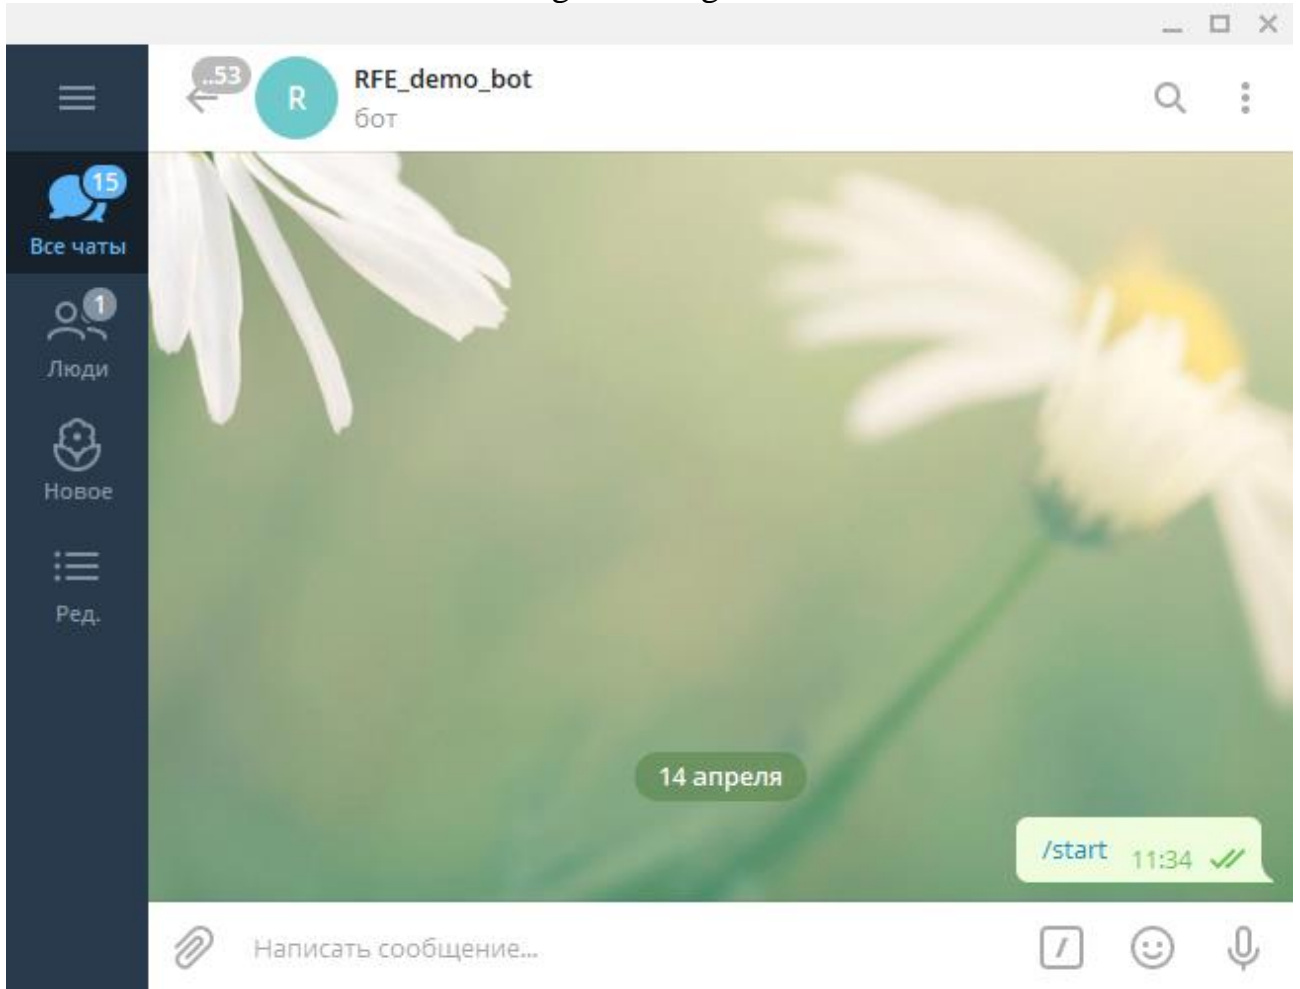 ..53
R
RFE_demo_bot
бот
15
Все чаты
1
Люди
Новое
Ред.
14 апреля
/start 11:34
Написать сообщение...
/